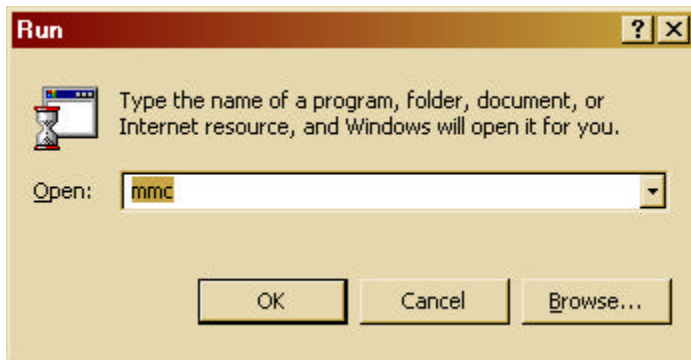 Run
Type the name of a program, folder, document, or
Internet resource, and Windows will open it for you.
Open: mmc
OK Cancel Browse...